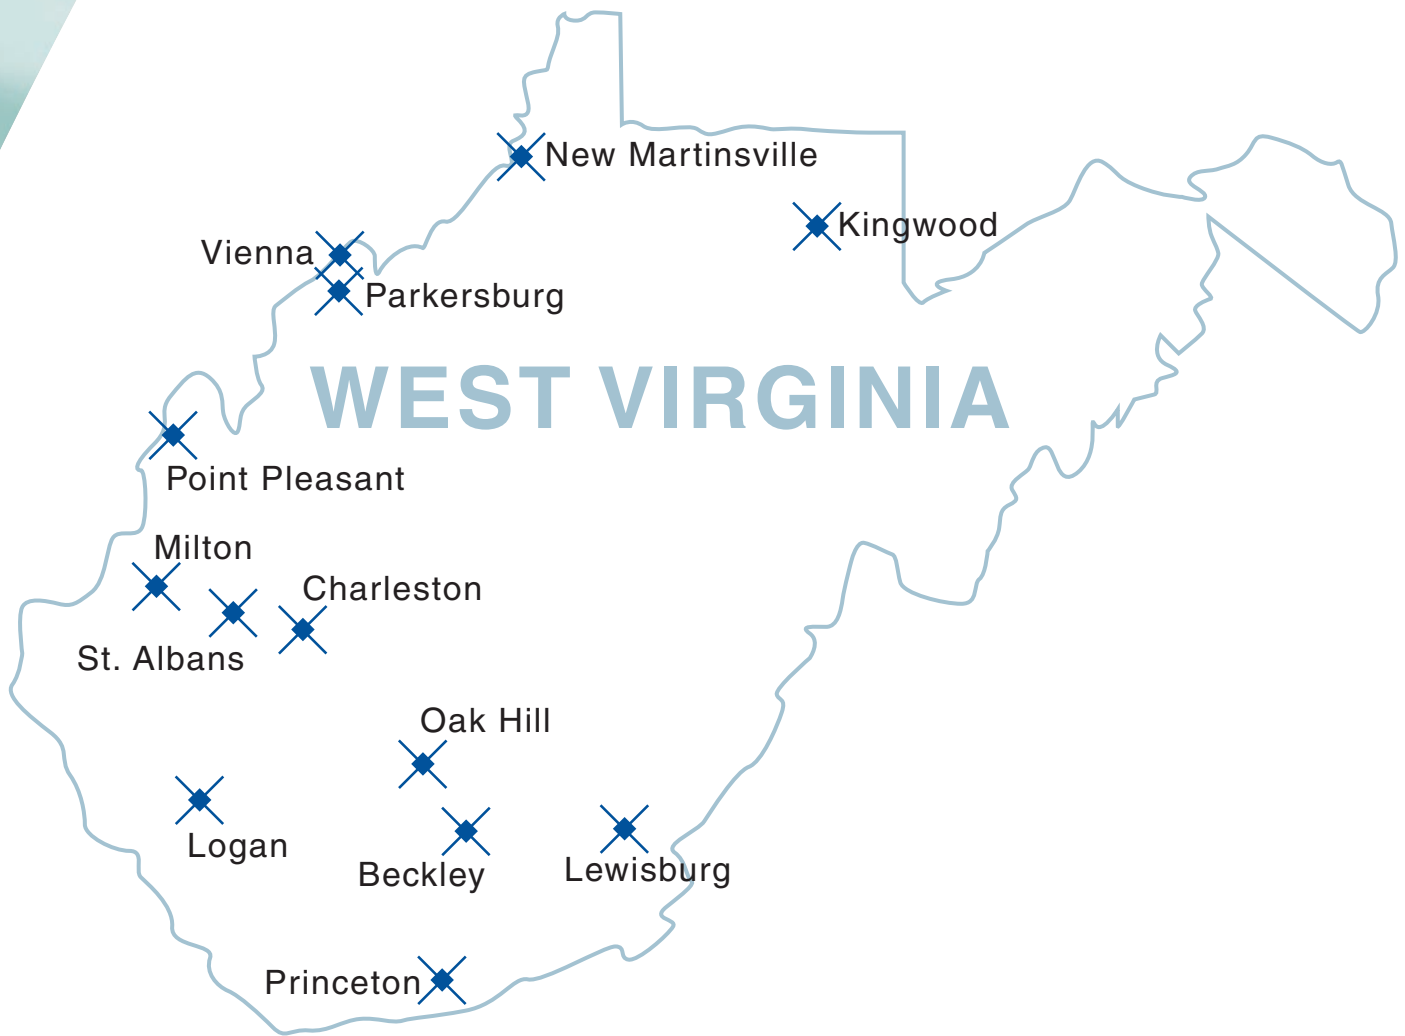 New Martinsville
Kingwood
Vienna
Parkersburg
WEST VIRGINIA
Point Pleasant
Milton
Charleston
St. Albans
Oak Hill
Logan
Beckley
Lewisburg
Princeton